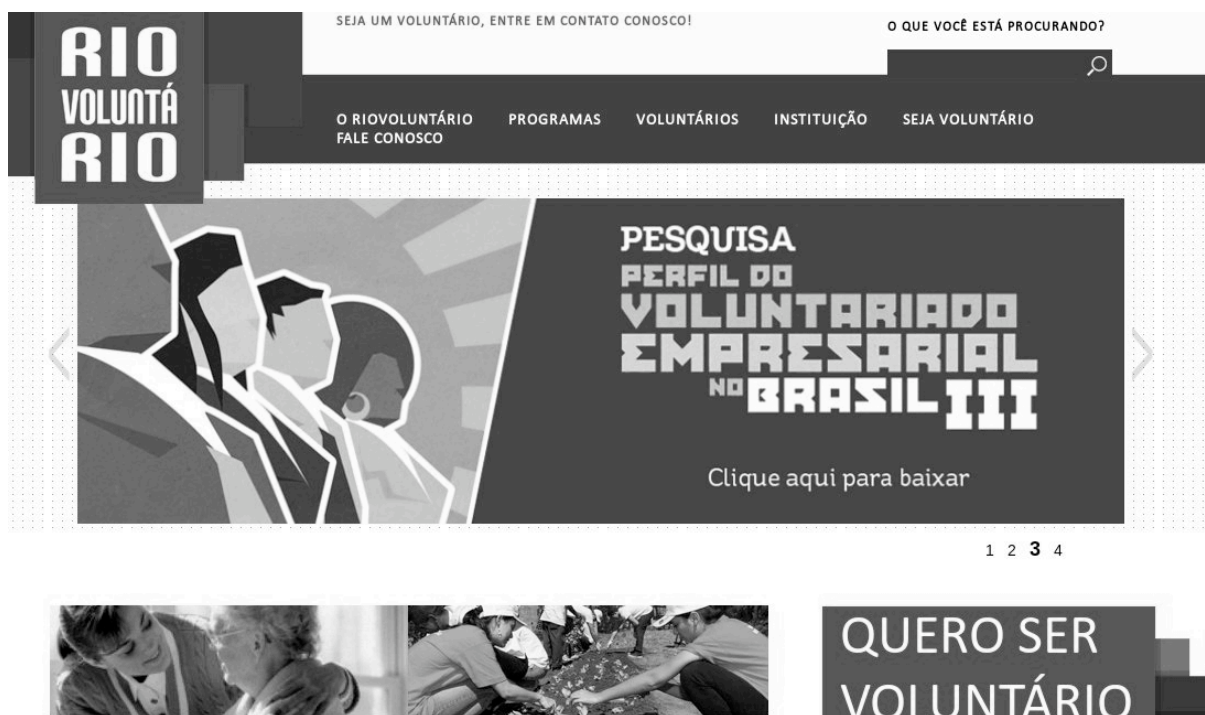 SEJA UM VOLUNTÁRIO, ENTRE EM CONTATO CONOSCO!
O QUE VOCÊ ESTÁ PROCURANDO?
RIO
VOLUNTÁ
RIO
O RIOVOLUNTÁRIO PROGRAMAS VOLUNTÁRIOS INSTITUIÇÃO SEJA VOLUNTÁRIO
FALE CONOSCO
PESQUISA
PERFIL DO
VOLUNTARIADO
EMPRESARIAL
NO BRASIL III
Clique aqui para baixar
1 2 3 4
QUERO SER
VOLUNTÁRIO